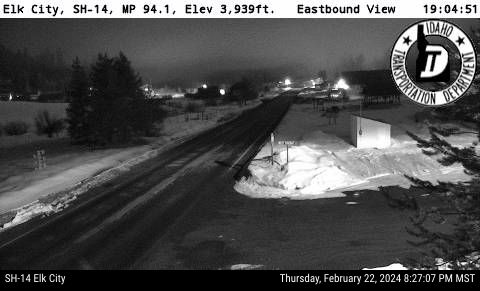 Elk City, SH-14, MP 94.1, Elev 3,939ft. Eastbound View 19:04:51
IDAHO
TRANSPORTATION DEPARTMENT
SH-14 Elk City Thursday, February 22, 2024 8:27:07 PM MST